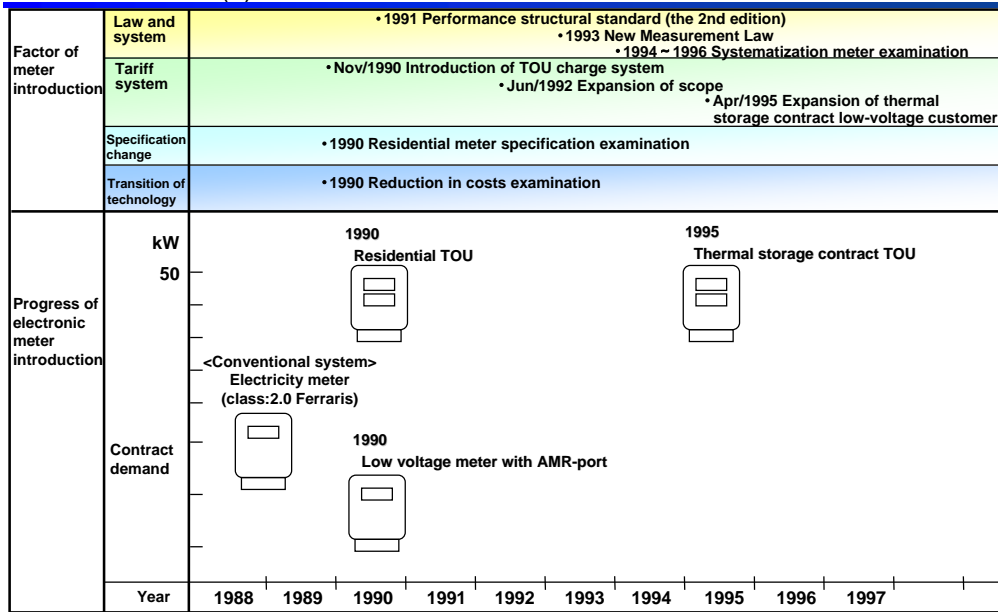 Factor of
meter
introduction
Law and
system
• 1991 Performance structural standard (the 2nd edition)
• 1993 New Measurement Law
• 1994 ~ 1996 Systematization meter examination
Tariff
system
• Nov/1990 Introduction of TOU charge system
• Jun/1992 Expansion of scope
• Apr/1995 Expansion of thermal
storage contract low-voltage customer
Specification
change
• 1990 Residential meter specification examination
Transition of
technology
• 1990 Reduction in costs examination
Progress of
electronic
meter
introduction
kW
50
Contract
demand
1990
Residential TOU
1995
Thermal storage contract TOU
<Conventional system>
Electricity meter
(class:2.0 Ferraris)
1990
Low voltage meter with AMR-port
Year
1988 1989 1990 1991 1992 1993 1994 1995 1996 1997